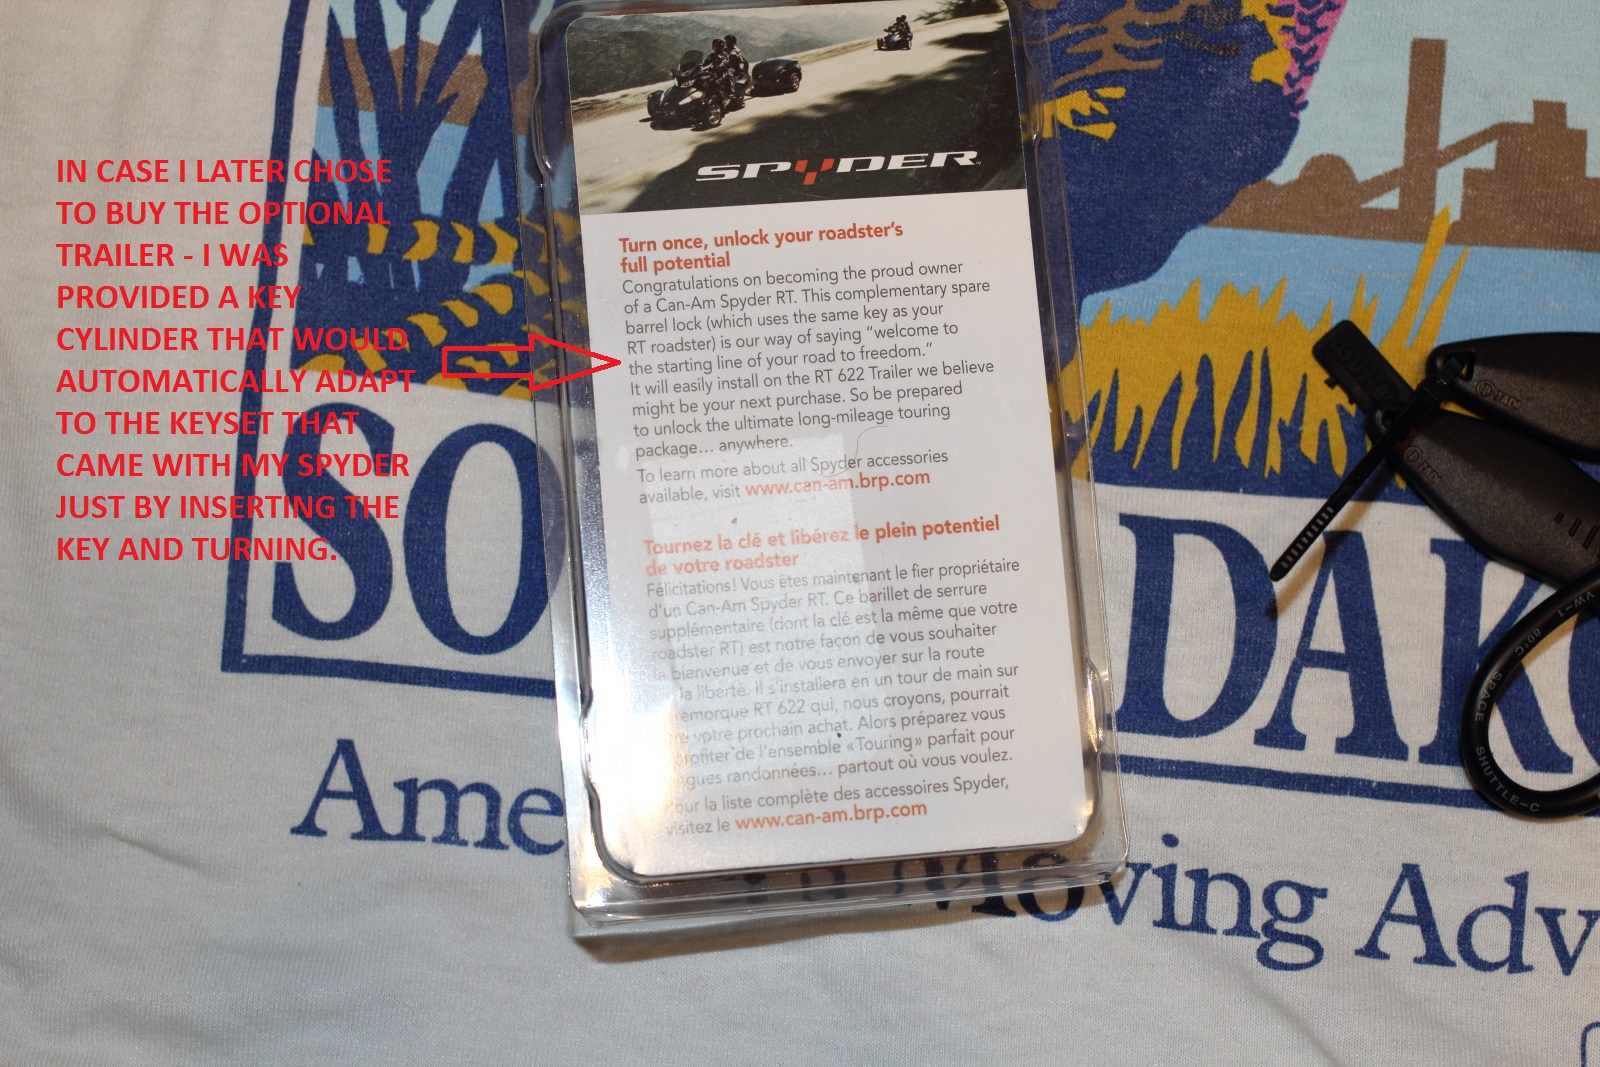 IN CASE I LATER CHOSE
TO BUY THE OPTIONAL
TRAILER - I WAS
PROVIDED A KEY
CYLINDER THAT WOULD
AUTOMATICALLY ADAPT
TO THE KEYSET THAT
CAME WITH MY SPYDER
JUST BY INSERTING THE
KEY AND TURNING.
SPYDER
Turn once, unlock your roadster's
full potential
Congratulations on becoming the proud owner
of a Can-Am Spyder RT. This complementary spare
barrel lock (which uses the same key as your
RT roadster) is our way of saying "welcome to
the starting line of your road to freedom."
It will easily install on the RT 622 Trailer we believe
might be your next purchase. So be prepared
to unlock the ultimate long-mileage touring
package... anywhere.
To learn more about all Spyder accessories
available, visit www.can-am.brp.com
Tournez la clé et libérez le plein potentiel
de votre roadster
Félicitations! Vous êtes maintenant le fier propriétaire
d'un Can-Am Spyder RT. Ce barillet de serrure
supplémentaire (dont la clé est la même que votre
roadster RT) est notre façon de vous souhaiter
la bienvenue et de vous envoyer sur la route
la liberté. Il s'installera en un tour de main sur
remorque RT 622 qui, nous croyons, pourrait
votre prochain achat. Alors préparez vous
profiter de l'ensemble «Touring» parfait pour
randonnées... partout où vous voulez.
Pour la liste complète des accessoires Spyder,
visitez le www.can-am.brp.com
SO DAKO
Ame
Moving Adv
TADI
TADI
VW-1
80°C
SPACE
SHUTTLE-C